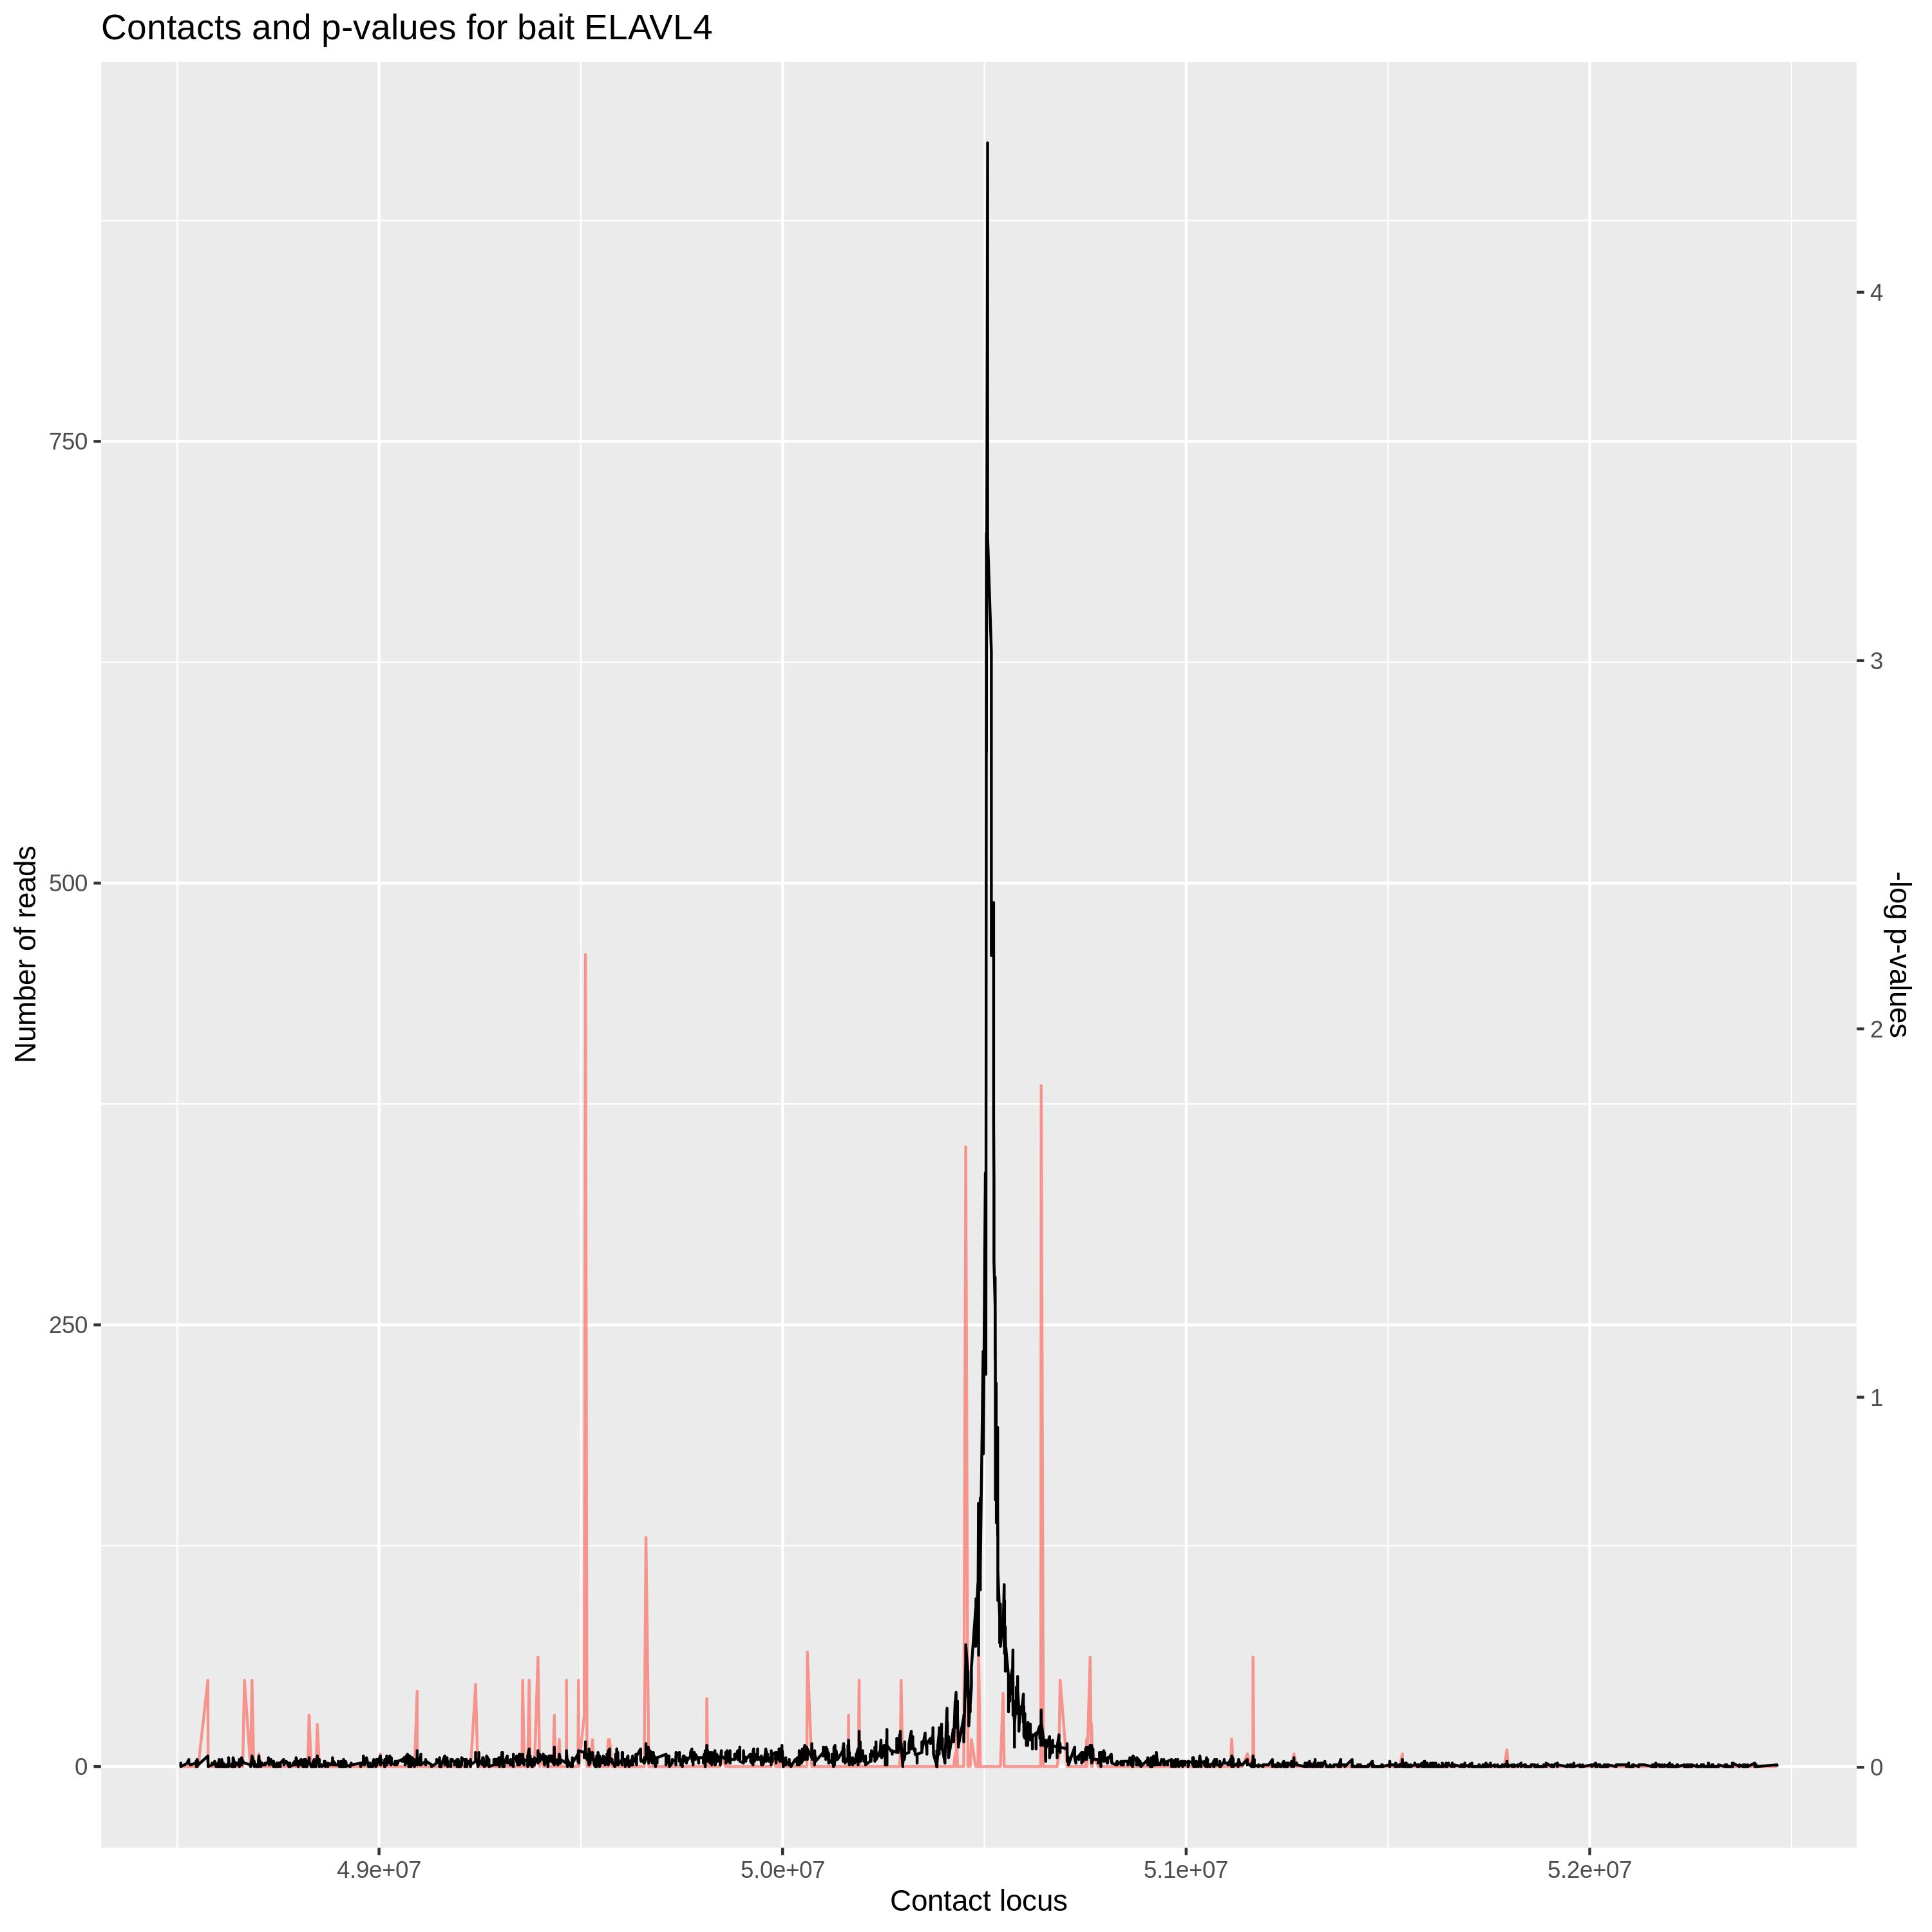 Contacts and p-values for bait ELAVL4
Number of reads
750
500
250
0
4
3
2
1
0
-log p-values
4.9e+07
5.0e+07
5.1e+07
5.2e+07
Contact locus